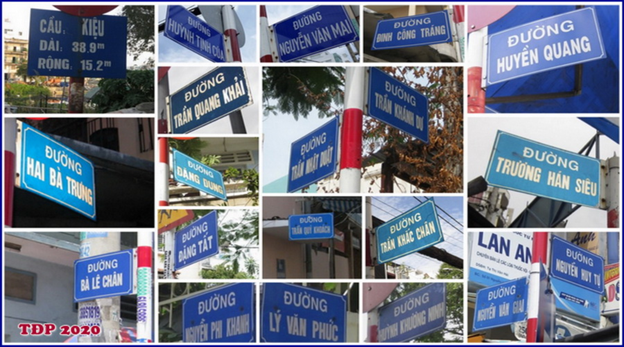 CẦU KIỆU
DÀI: 38.9m
RỘNG: 15.2m
ĐƯỜNG
HUỲNH TỊNH CỦA
ĐƯỜNG
NGUYỄN VĂN MAI
ĐƯỜNG
ĐINH CÔNG TRÁNG
ĐƯỜNG
HUYỀN QUANG
ĐƯỜNG
TRẦN QUANG KHẢI
ĐƯỜNG
TRẦN NHẬT DUẬT
ĐƯỜNG
TRẦN KHÁNH DƯ
ĐƯỜNG
HAI BÀ TRƯNG
ĐƯỜNG
ĐẶNG DUNG
ĐƯỜNG
TRƯƠNG HÁN SIÊU
ĐƯỜNG
ĐẶNG TẤT
ĐƯỜNG
TRẦN QUÝ KHOÁCH
ĐƯỜNG
TRẦN KHắC CHÂN
ĐƯỜNG
BÀ LÊ CHÂN
ĐƯỜNG
NGUYỄN PHI KHANH
ĐƯỜNG
LÝ VĂN PHỨC
ĐƯỜNG
HUỲNH KHƯƠNG NINH
LAN ANH
ĐƯỜNG
NGUYỄN HUY TỰ
ĐƯỜNG
NGUYỄN VĂN GIAI
TDP 2020